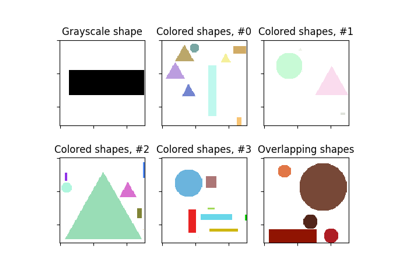 Grayscale shape
Colored shapes, #0
Colored shapes, #1
Colored shapes, #2
Colored shapes, #3
Overlapping shapes